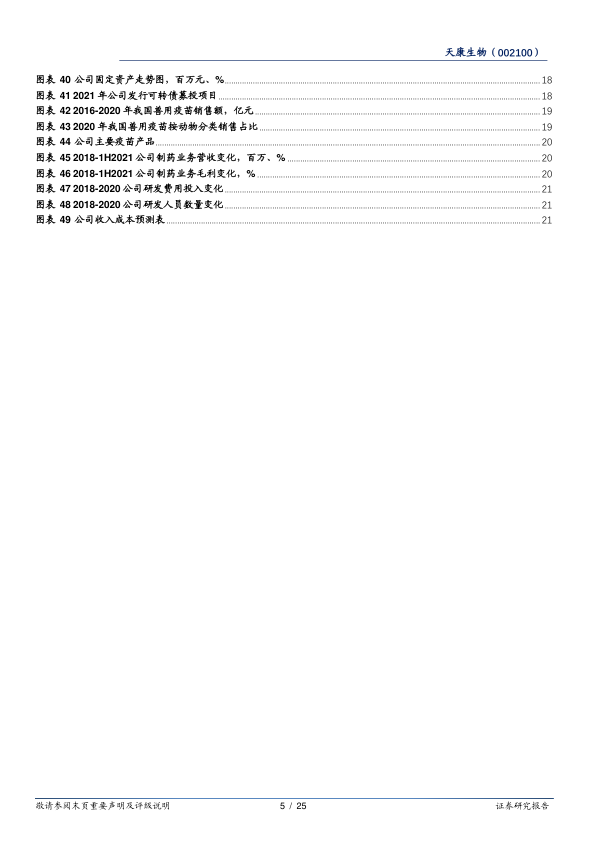 天康生物（002100）
图表 40 公司固定资产走势图，百万元、% 18
图表 41 2021 年公司发行可转债募投项目 18
图表 42 2016-2020 年我国兽用疫苗销售额，亿元 19
图表 43 2020 年我国兽用疫苗按动物分类销售占比 19
图表 44 公司主要疫苗产品 20
图表 45 2018-1H2021 公司制药业务营收变化，百万、% 20
图表 46 2018-1H2021 公司制药业务毛利变化，% 20
图表 47 2018-2020 公司研发费用投入变化 21
图表 48 2018-2020 公司研发人员数量变化 21
图表 49 公司收入成本预测表 21
敬请参阅末页重要声明及评级说明 5 / 25 证券研究报告